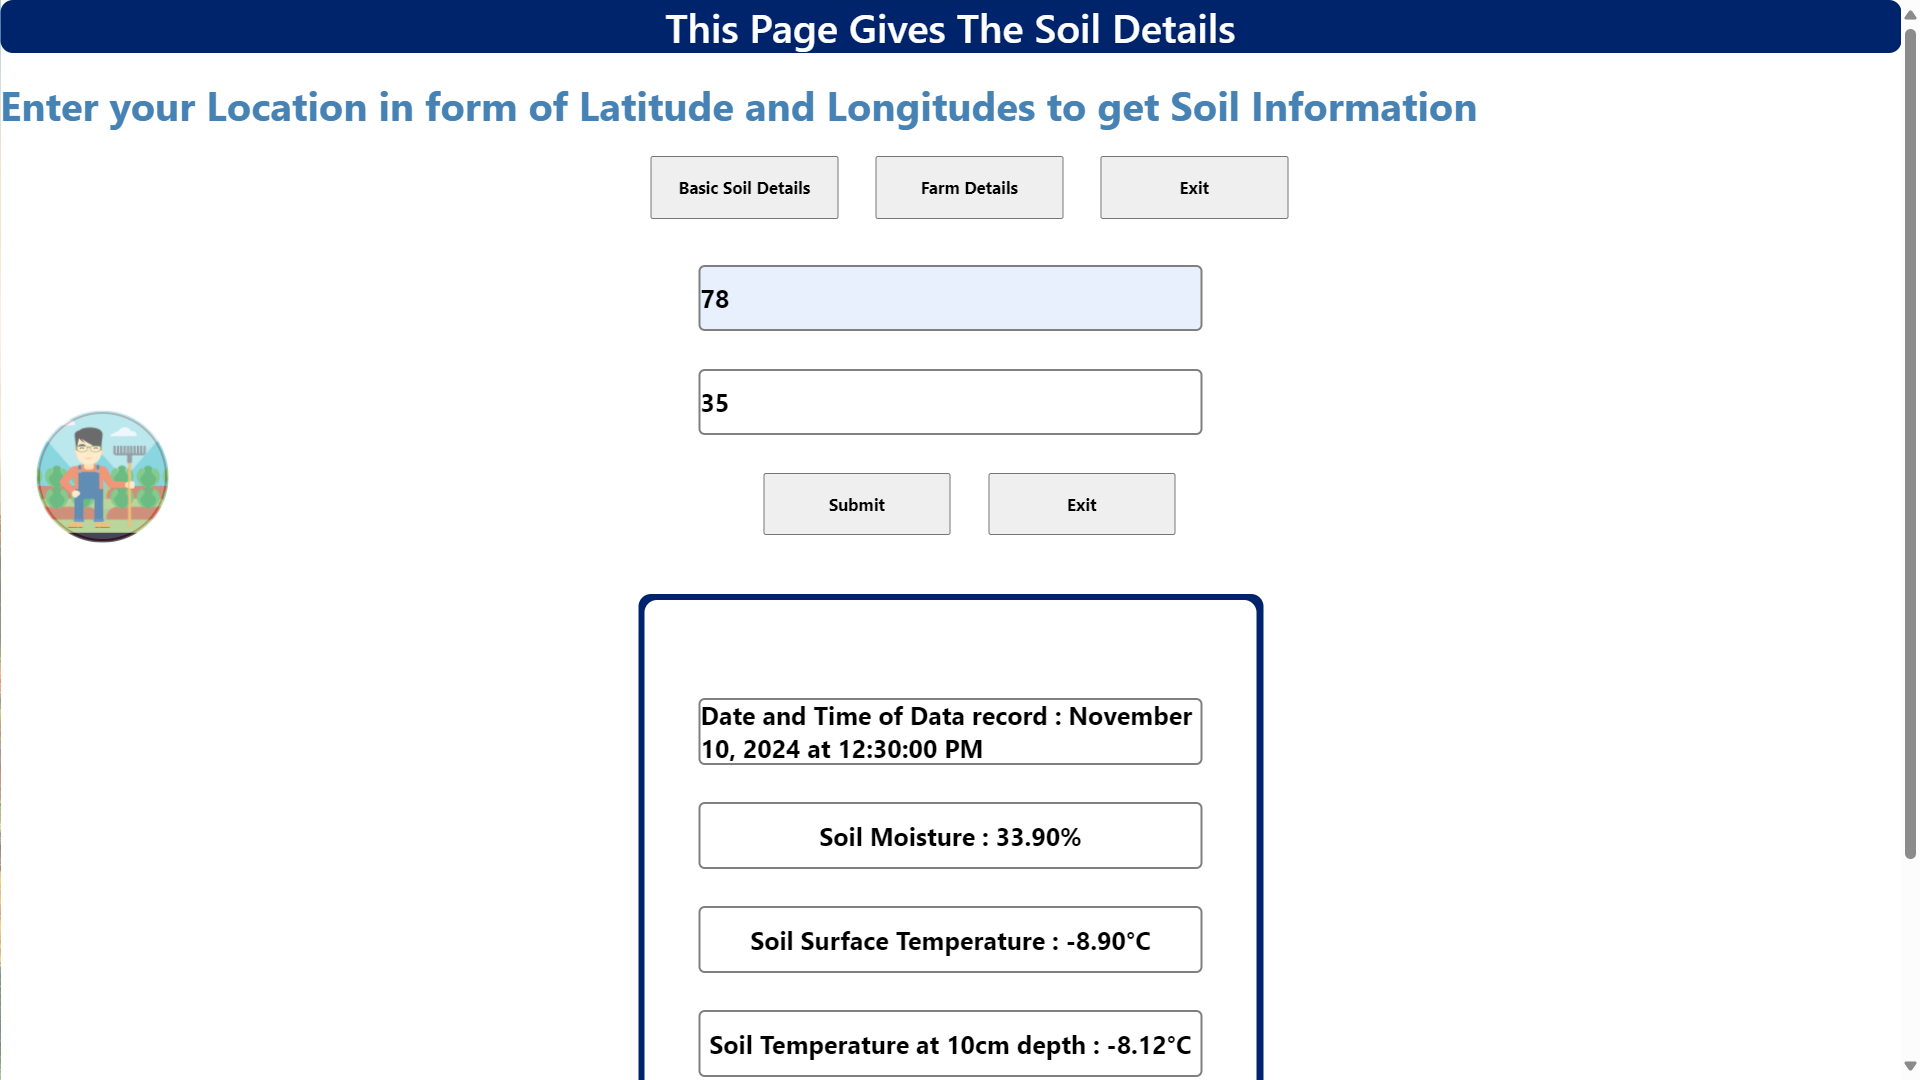 This Page Gives The Soil Details
Enter your Location in form of Latitude and Longitudes to get Soil Information
Basic Soil Details
Farm Details
Exit
78
35
Submit
Exit
Date and Time of Data record : November
10, 2024 at 12:30:00 PM
Soil Moisture : 33.90%
Soil Surface Temperature : -8.90°C
Soil Temperature at 10cm depth : -8.12°C